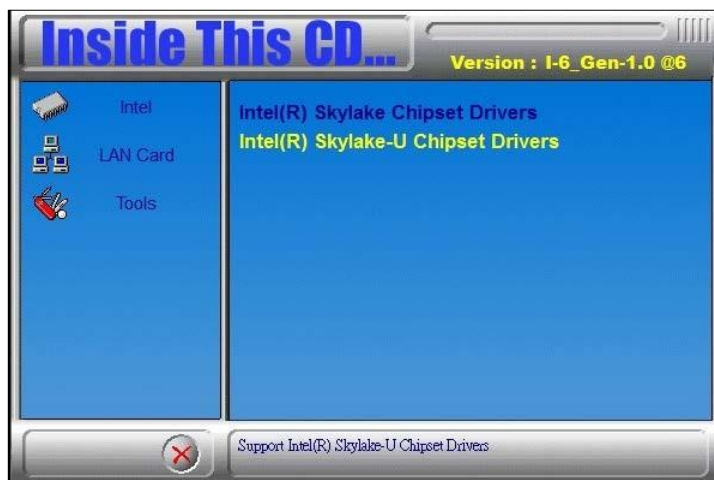 Inside This CD...
Version : I-6_Gen-1.0 @6
Intel
LAN Card
Tools
Intel(R) Skylake Chipset Drivers
Intel(R) Skylake-U Chipset Drivers
Support Intel(R) Skylake-U Chipset Drivers